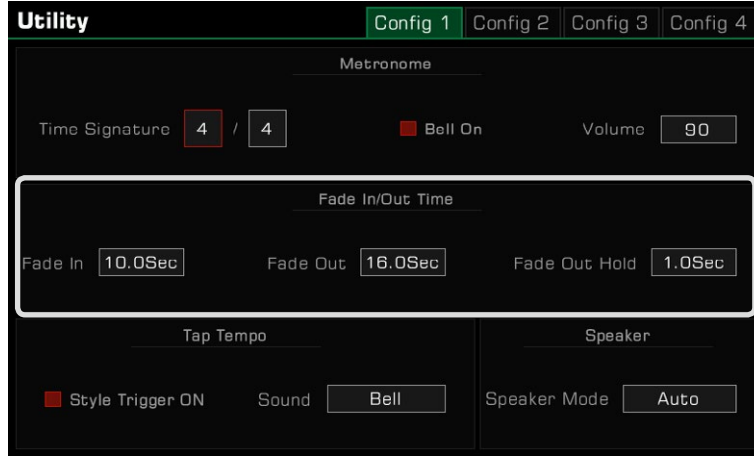 Utility Config 1 Config 2 Config 3 Config 4
Metronome
Time Signature 4 / 4 Bell On Volume 90
Fade In/Out Time
Fade In 10.0Sec Fade Out 16.0Sec Fade Out Hold 1.0Sec
Tap Tempo Speaker
Style Trigger ON Sound Bell Speaker Mode Auto